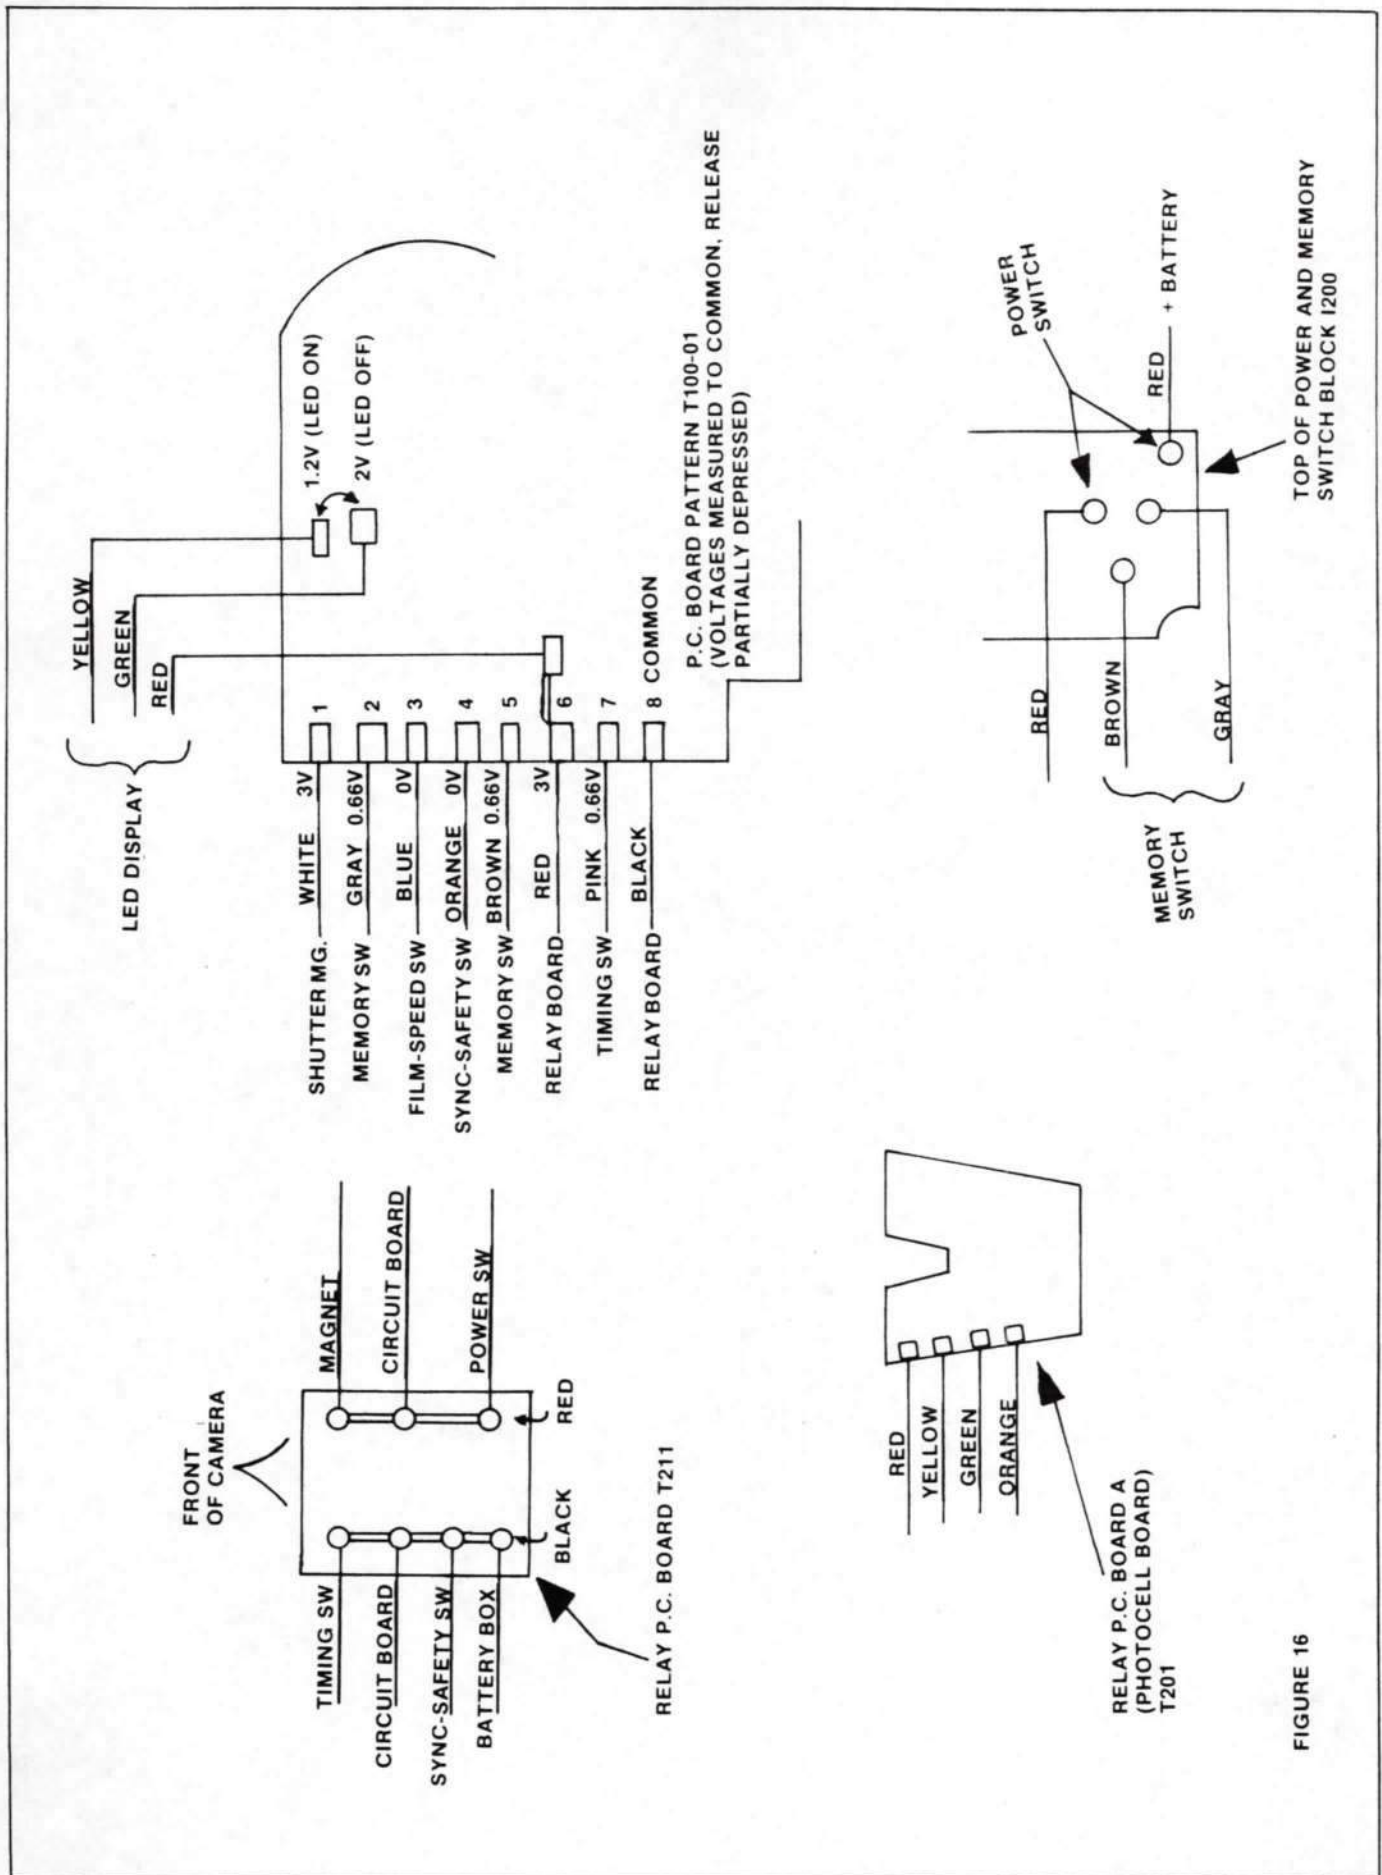 FRONT
OF CAMERA
TIMING SW
CIRCUIT BOARD
SYNC-SAFETY SW
BATTERY BOX
MAGNET
CIRCUIT BOARD
POWER SW
BLACK
RED
RELAY P.C. BOARD T211
LED DISPLAY
YELLOW
GREEN
RED
SHUTTER MG. WHITE 3V 1
MEMORY SW GRAY 0.66V 2
FILM-SPEED SW BLUE 0V 3
SYNC-SAFETY SW ORANGE 0V 4
MEMORY SW BROWN 0.66V 5
RELAY BOARD RED 3V 6
TIMING SW PINK 0.66V 7
RELAY BOARD BLACK 8 COMMON
1.2V (LED ON)
2V (LED OFF)
P.C. BOARD PATTERN T100-01
(VOLTAGES MEASURED TO COMMON, RELEASE
PARTIALLY DEPRESSED)
RED
YELLOW
GREEN
ORANGE
RELAY P.C. BOARD A
(PHOTOCELL BOARD)
T201
RED
BROWN
GRAY
MEMORY
SWITCH
POWER
SWITCH
RED + BATTERY
TOP OF POWER AND MEMORY
SWITCH BLOCK I200
FIGURE 16